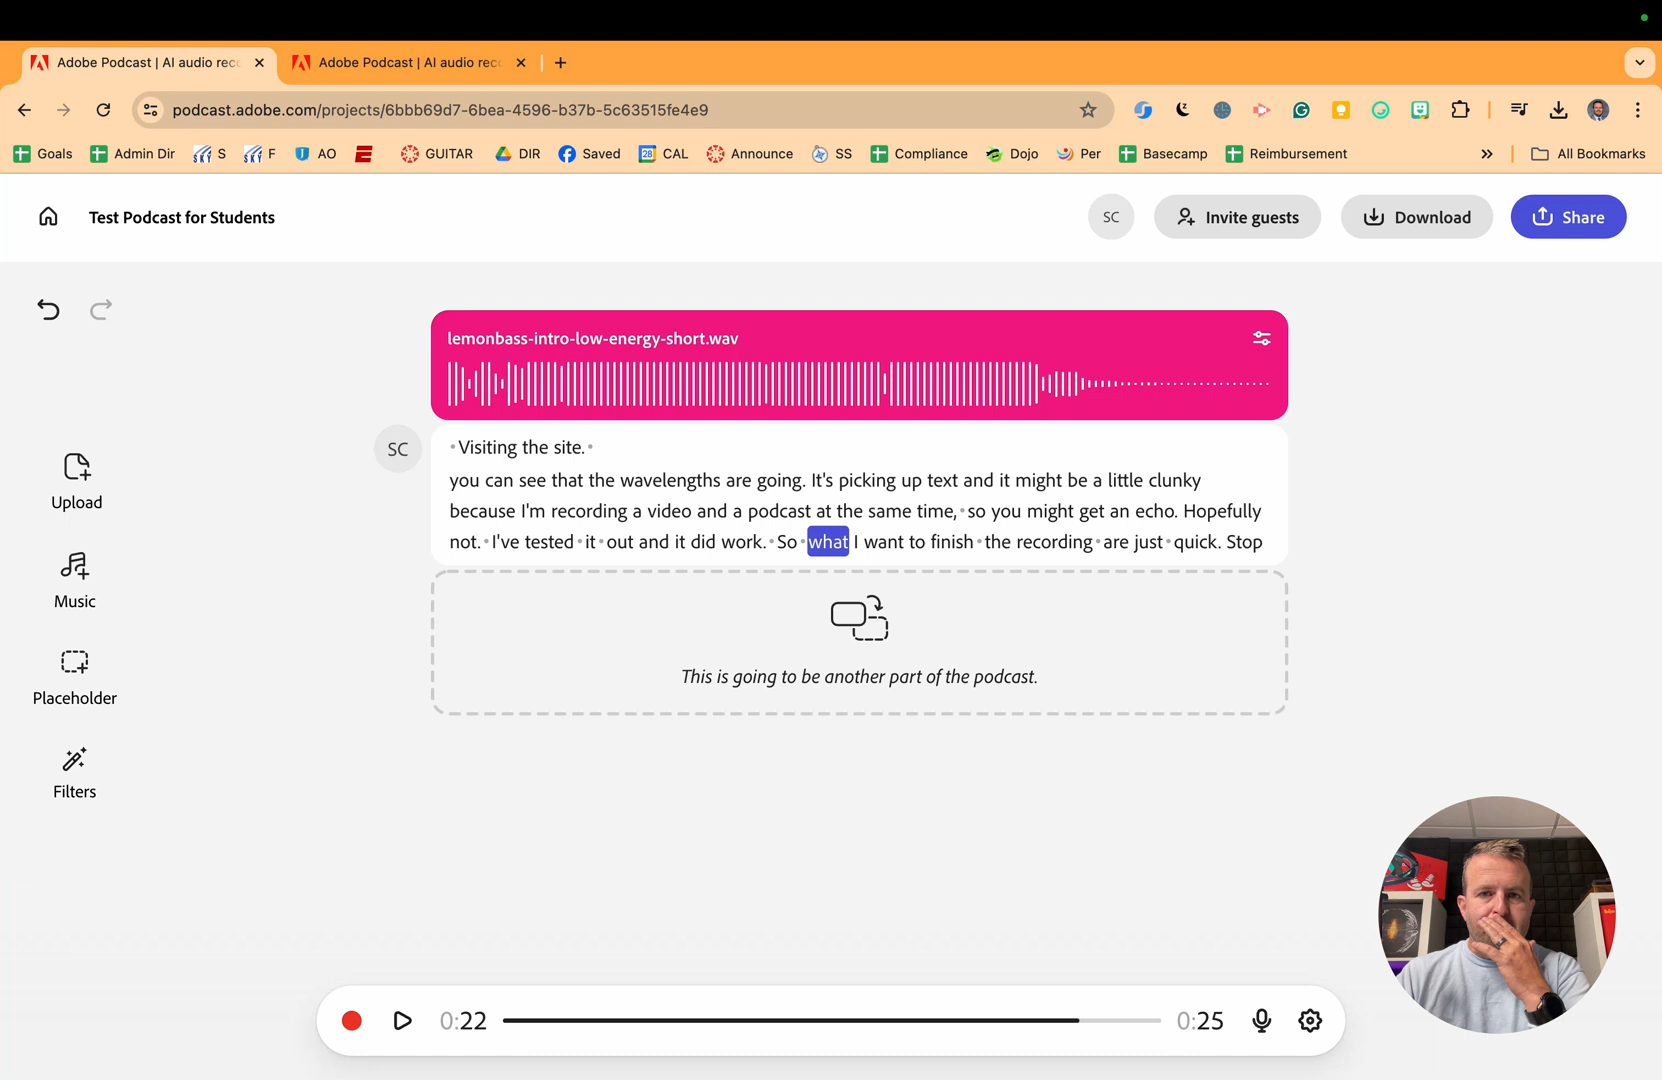 Adobe Podcast | AI audio rec
Adobe Podcast | AI audio rec
podcast.adobe.com/projects/6bbb69d7-6bea-4596-b37b-5c63515fe4e9
Goals
Admin Dir
S
F
AO
GUITAR
DIR
Saved
28
CAL
Announce
SS
Compliance
Dojo
Per
Basecamp
Reimbursement
All Bookmarks
Test Podcast for Students
SC
Invite guests
Download
Share
lemonbass-intro-low-energy-short.wav
SC
Visiting the site.
you can see that the wavelengths are going. It's picking up text and it might be a little clunky
because I'm recording a video and a podcast at the same time, so you might get an echo. Hopefully
not. I've tested it out and it did work. So what I want to finish the recording are just quick. Stop
This is going to be another part of the podcast.
Upload
Music
Placeholder
Filters
0:22
0:25